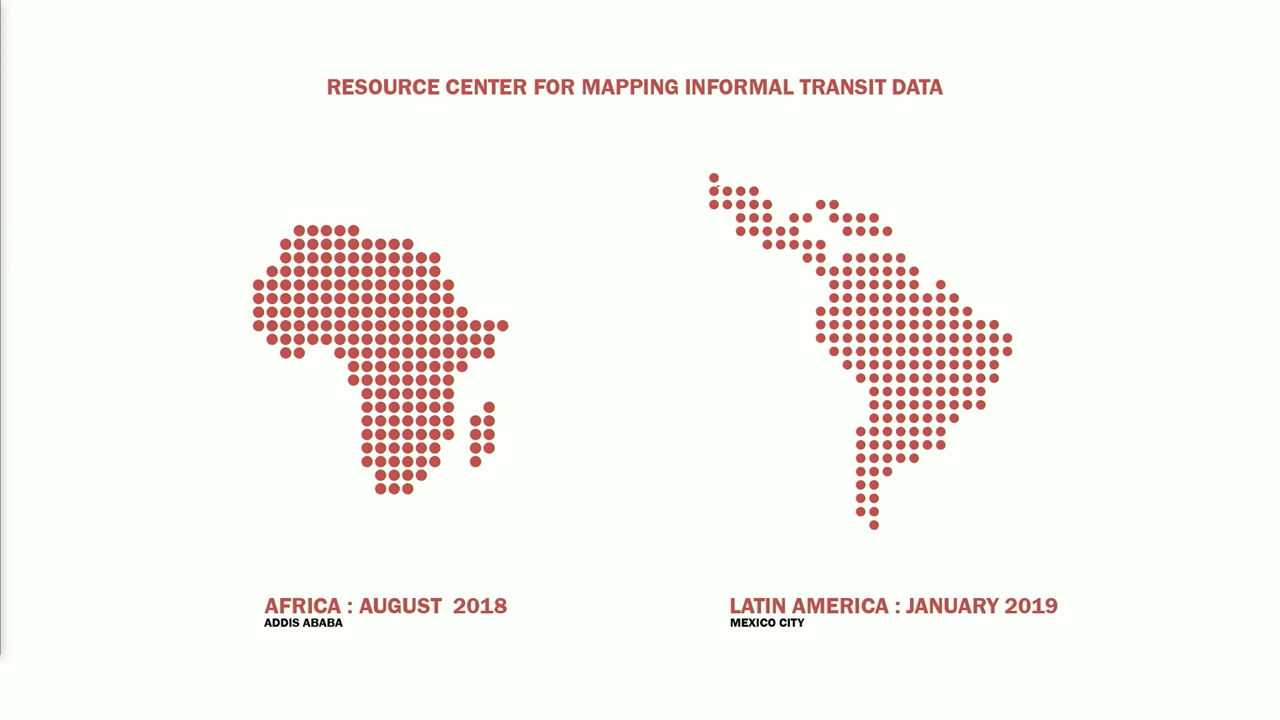 RESOURCE CENTER FOR MAPPING INFORMAL TRANSIT DATA
AFRICA : AUGUST 2018
ADDIS ABABA
LATIN AMERICA : JANUARY 2019
MEXICO CITY